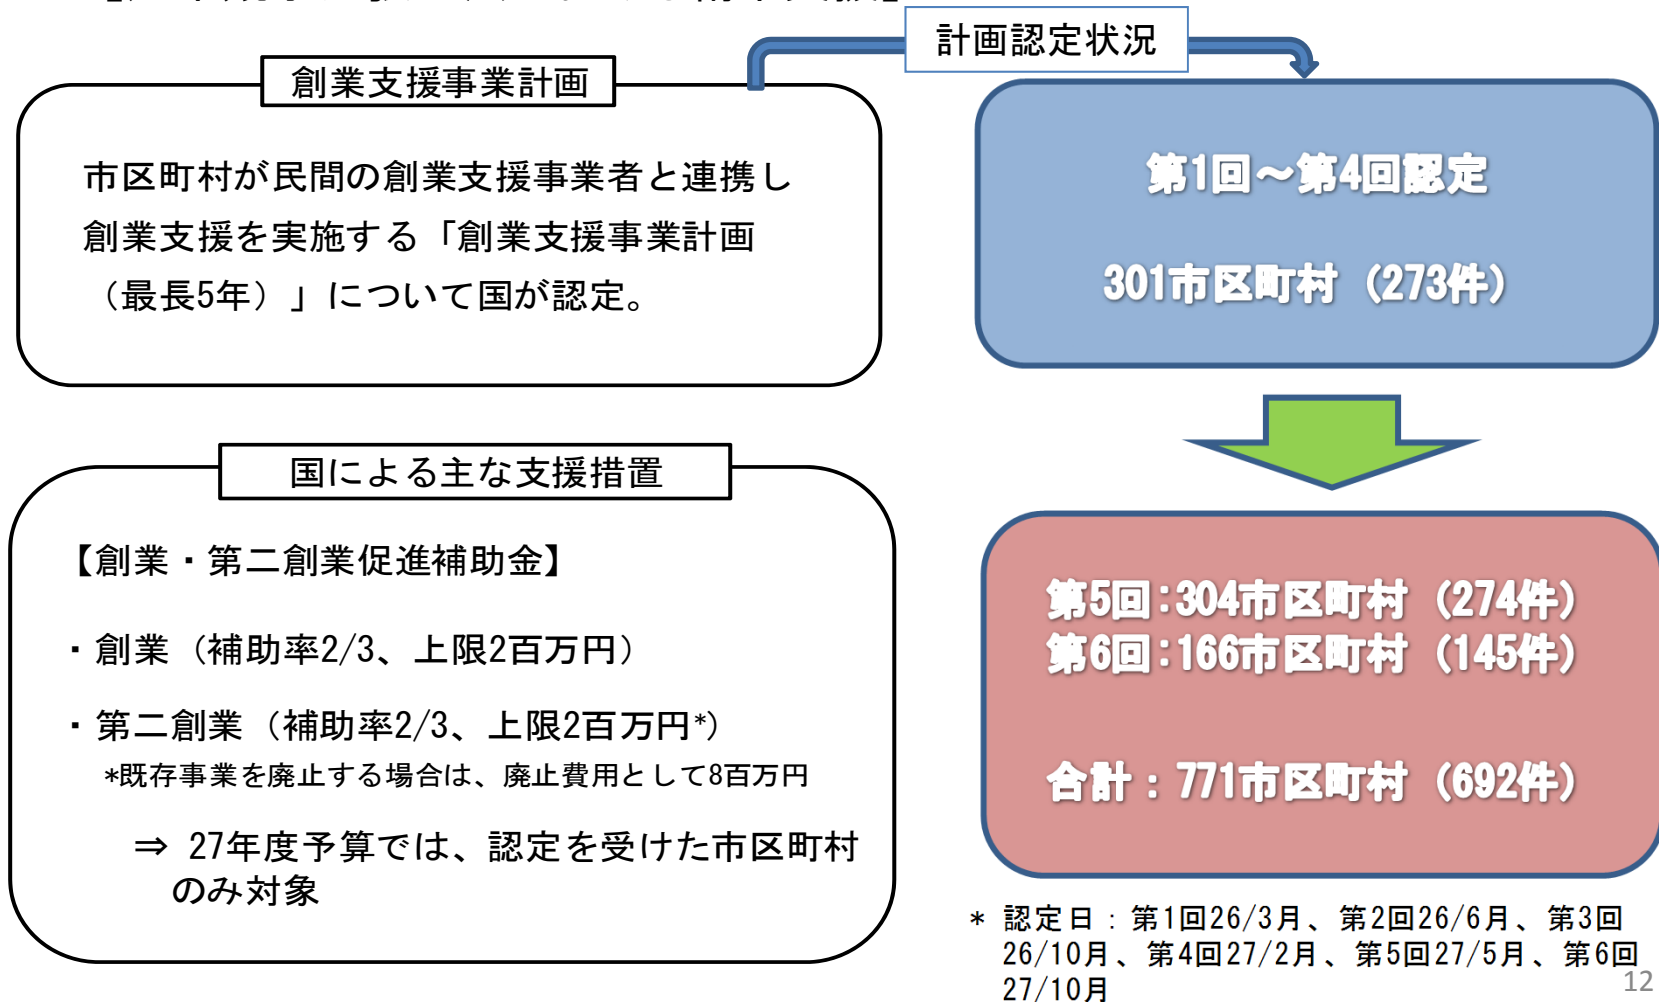 計画認定状況
創業支援事業計画
市区町村が民間の創業支援事業者と連携し
創業支援を実施する「創業支援事業計画
（最長5年）」について国が認定。
第1回～第4回認定
301市区町村（273件）
国による主な支援措置
【創業・第二創業促進補助金】
・創業（補助率2/3、上限2百万円）
・第二創業（補助率2/3、上限2百万円*）
*既存事業を廃止する場合は、廃止費用として8百万円
⇒ 27年度予算では、認定を受けた市区町村
のみ対象
第5回：304市区町村（274件）
第6回：166市区町村（145件）
合計：771市区町村（692件）
* 認定日：第1回26/3月、第2回26/6月、第3回
26/10月、第4回27/2月、第5回27/5月、第6回
27/10月
12